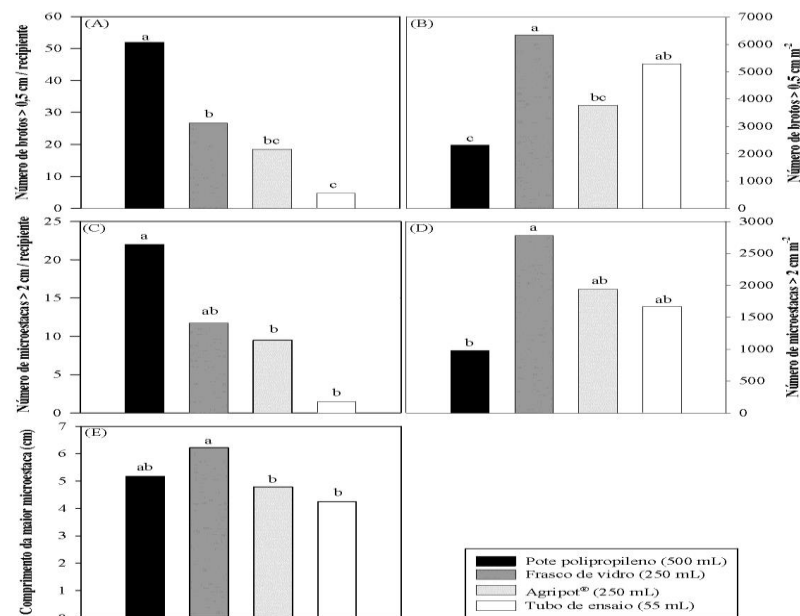 Número de brotos > 0,5 cm / recipiente
60
50
40
30
20
10
0
(A)
a
b
bc
c
(B)
c
a
bc
ab
7000
6000
5000
4000
3000
2000
1000
0
Número de brotos > 0,5 cm m-2
Número de microestacas > 2 cm / recipiente
25
20
15
10
5
0
(C)
a
ab
b
b
(D)
b
a
ab
ab
3000
2500
2000
1500
1000
500
0
Número de microestacas > 2 cm m-2
Comprimento da maior microestaca (cm)
7
6
5
4
3
2
1
0
(E)
ab
a
b
b
Pote polipropileno (500 mL)
Frasco de vidro (250 mL)
Agripot® (250 mL)
Tubo de ensaio (55 mL)